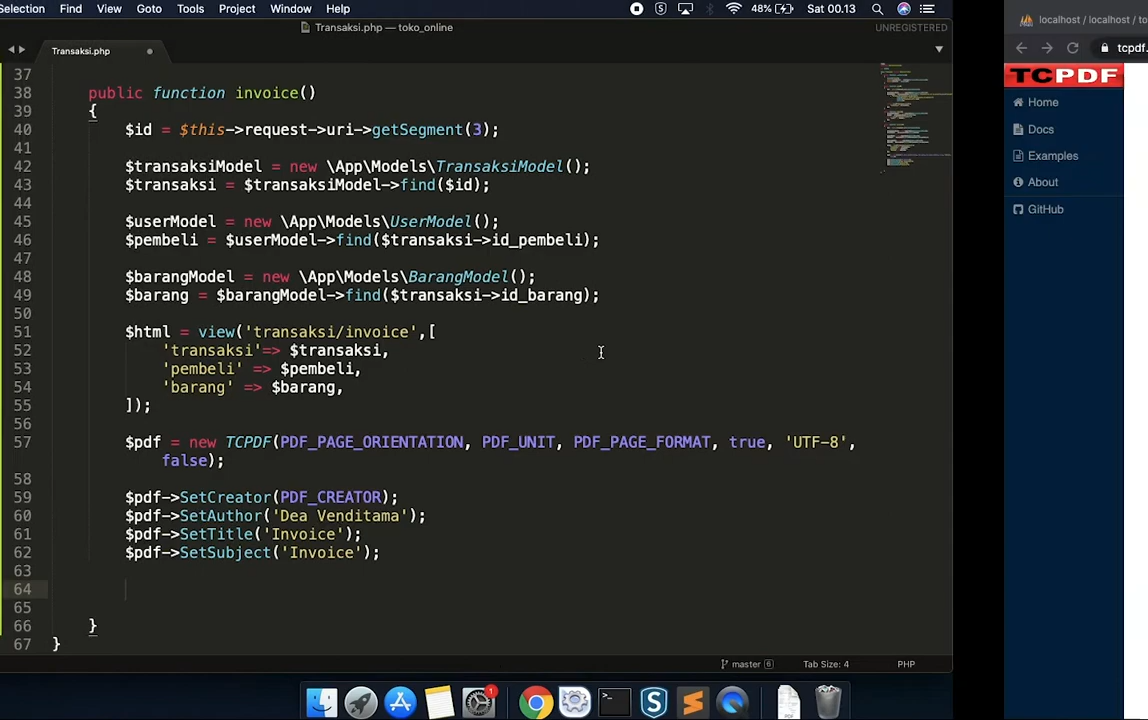 Selection Find View Goto Tools Project Window Help 48% Sat 00.13
Transaksi.php — toko_online UNREGISTERED
Transaksi.php
37
38 public function invoice()
39 {
40 $id = $this->request->uri->getSegment(3);
41
42 $transaksiModel = new \App\Models\TransaksiModel();
43 $transaksi = $transaksiModel->find($id);
44
45 $userModel = new \App\Models\UserModel();
46 $pembeli = $userModel->find($transaksi->id_pembeli);
47
48 $barangModel = new \App\Models\BarangModel();
49 $barang = $barangModel->find($transaksi->id_barang);
50
51 $html = view('transaksi/invoice',[
52 'transaksi'=> $transaksi,
53 'pembeli' => $pembeli,
54 'barang' => $barang,
55 ]);
56
57 $pdf = new TCPDF(PDF_PAGE_ORIENTATION, PDF_UNIT, PDF_PAGE_FORMAT, true, 'UTF-8',
false);
58
59 $pdf->SetCreator(PDF_CREATOR);
60 $pdf->SetAuthor('Dea Venditama');
61 $pdf->SetTitle('Invoice');
62 $pdf->SetSubject('Invoice');
63
64
65
66 }
67 }
master 6 Tab Size: 4 PHP
1
localhost / localhost / to
tcpdf.
TCPDF
Home
Docs
Examples
About
GitHub